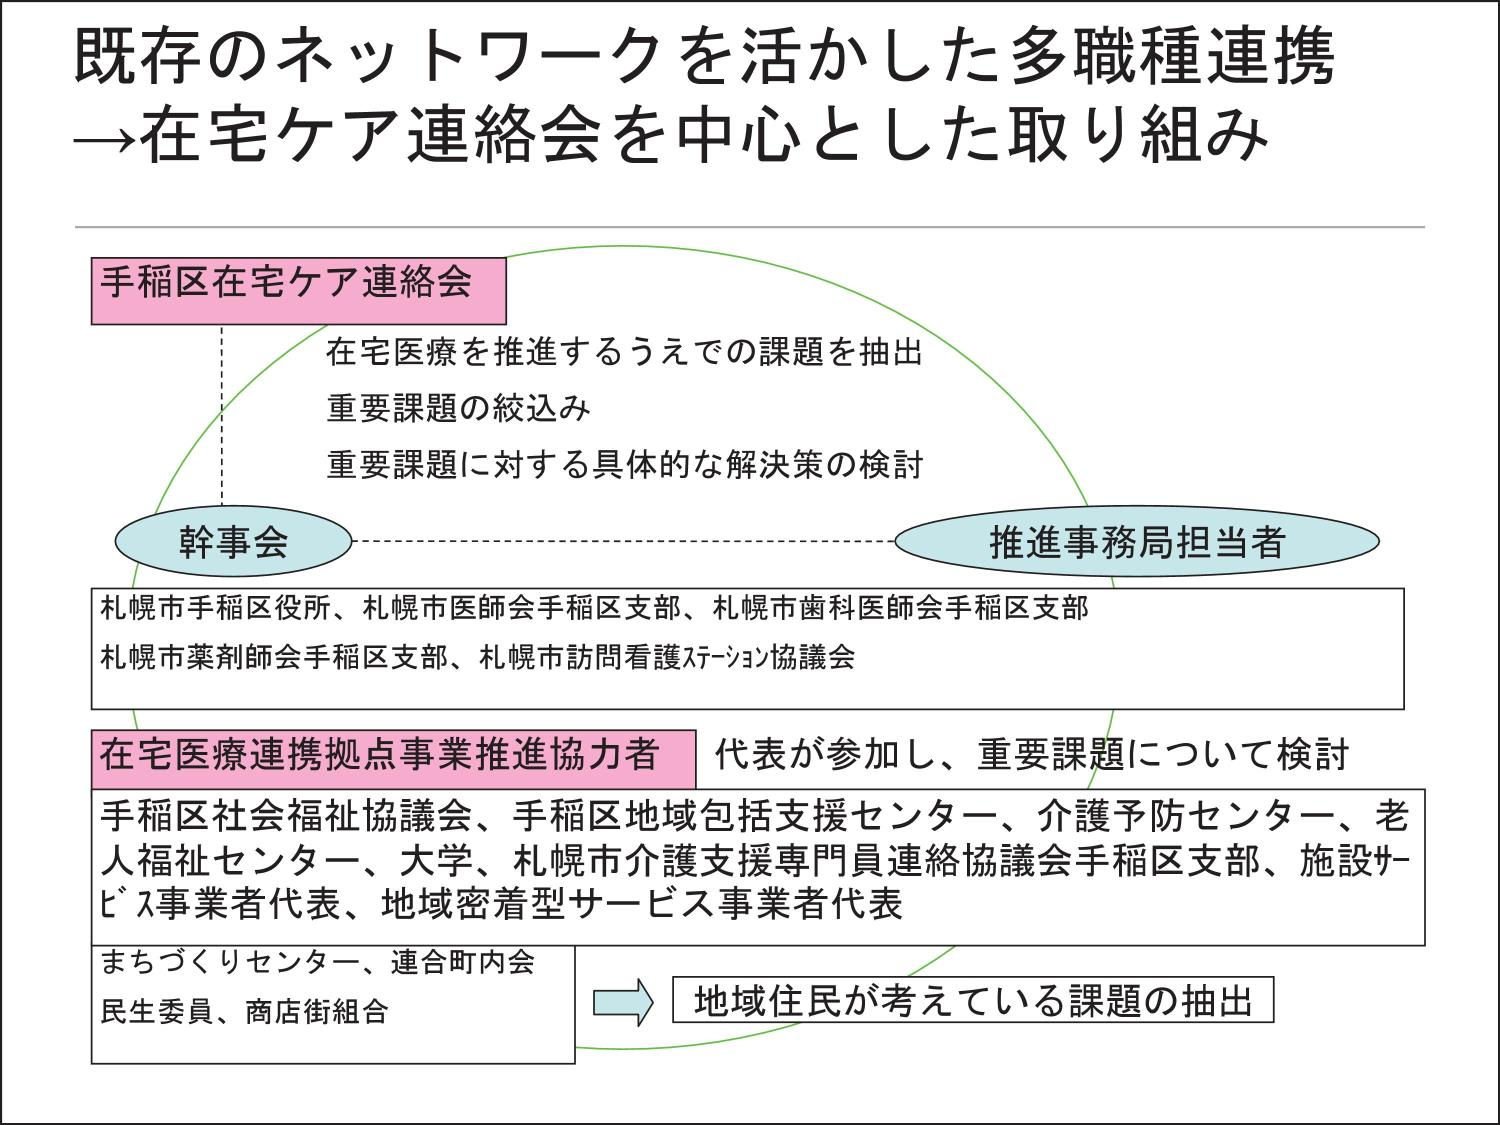 既存のネットワークを活かした多職種連携
→在宅ケア連絡会を中心とした取り組み
手稲区在宅ケア連絡会
在宅医療を推進するうえでの課題を抽出
重要課題の絞込み
重要課題に対する具体的な解決策の検討
幹事会
推進事務局担当者
札幌市手稲区役所、札幌市医師会手稲区支部、札幌市歯科医師会手稲区支部
札幌市薬剤師会手稲区支部、札幌市訪問看護ｽﾃｰｼｮﾝ協議会
在宅医療連携拠点事業推進協力者
代表が参加し、重要課題について検討
手稲区社会福祉協議会、手稲区地域包括支援センター、介護予防センター、老
人福祉センター、大学、札幌市介護支援専門員連絡協議会手稲区支部、施設ｻｰ
ﾋﾞｽ事業者代表、地域密着型サービス事業者代表
まちづくりセンター、連合町内会
民生委員、商店街組合
地域住民が考えている課題の抽出